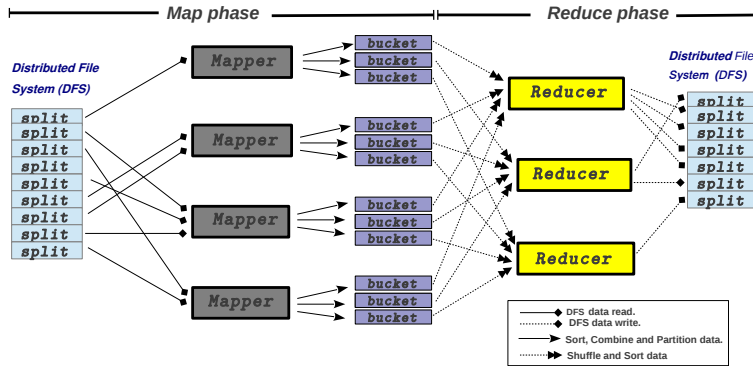 Map phase
Reduce phase
Distributed File
System (DFS)
split
split
split
split
split
split
split
split
split
Mapper
Mapper
Mapper
Mapper
bucket
bucket
bucket
bucket
bucket
bucket
bucket
bucket
bucket
bucket
bucket
bucket
Reducer
Reducer
Reducer
Distributed File
System (DFS)
split
split
split
split
split
split
split
DFS data read.
DFS data write.
Sort, Combine and Partition data.
Shuffle and Sort data